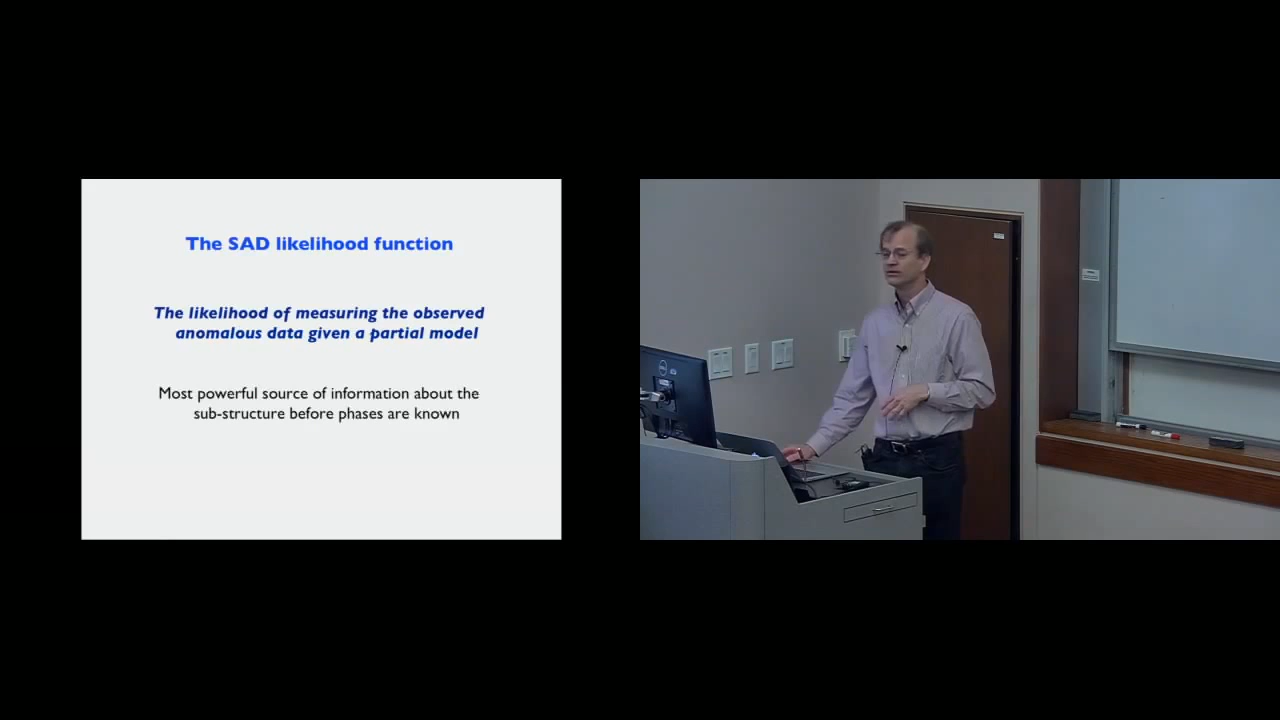 The SAD likelihood function
The likelihood of measuring the observed
anomalous data given a partial model
Most powerful source of information about the
sub-structure before phases are known